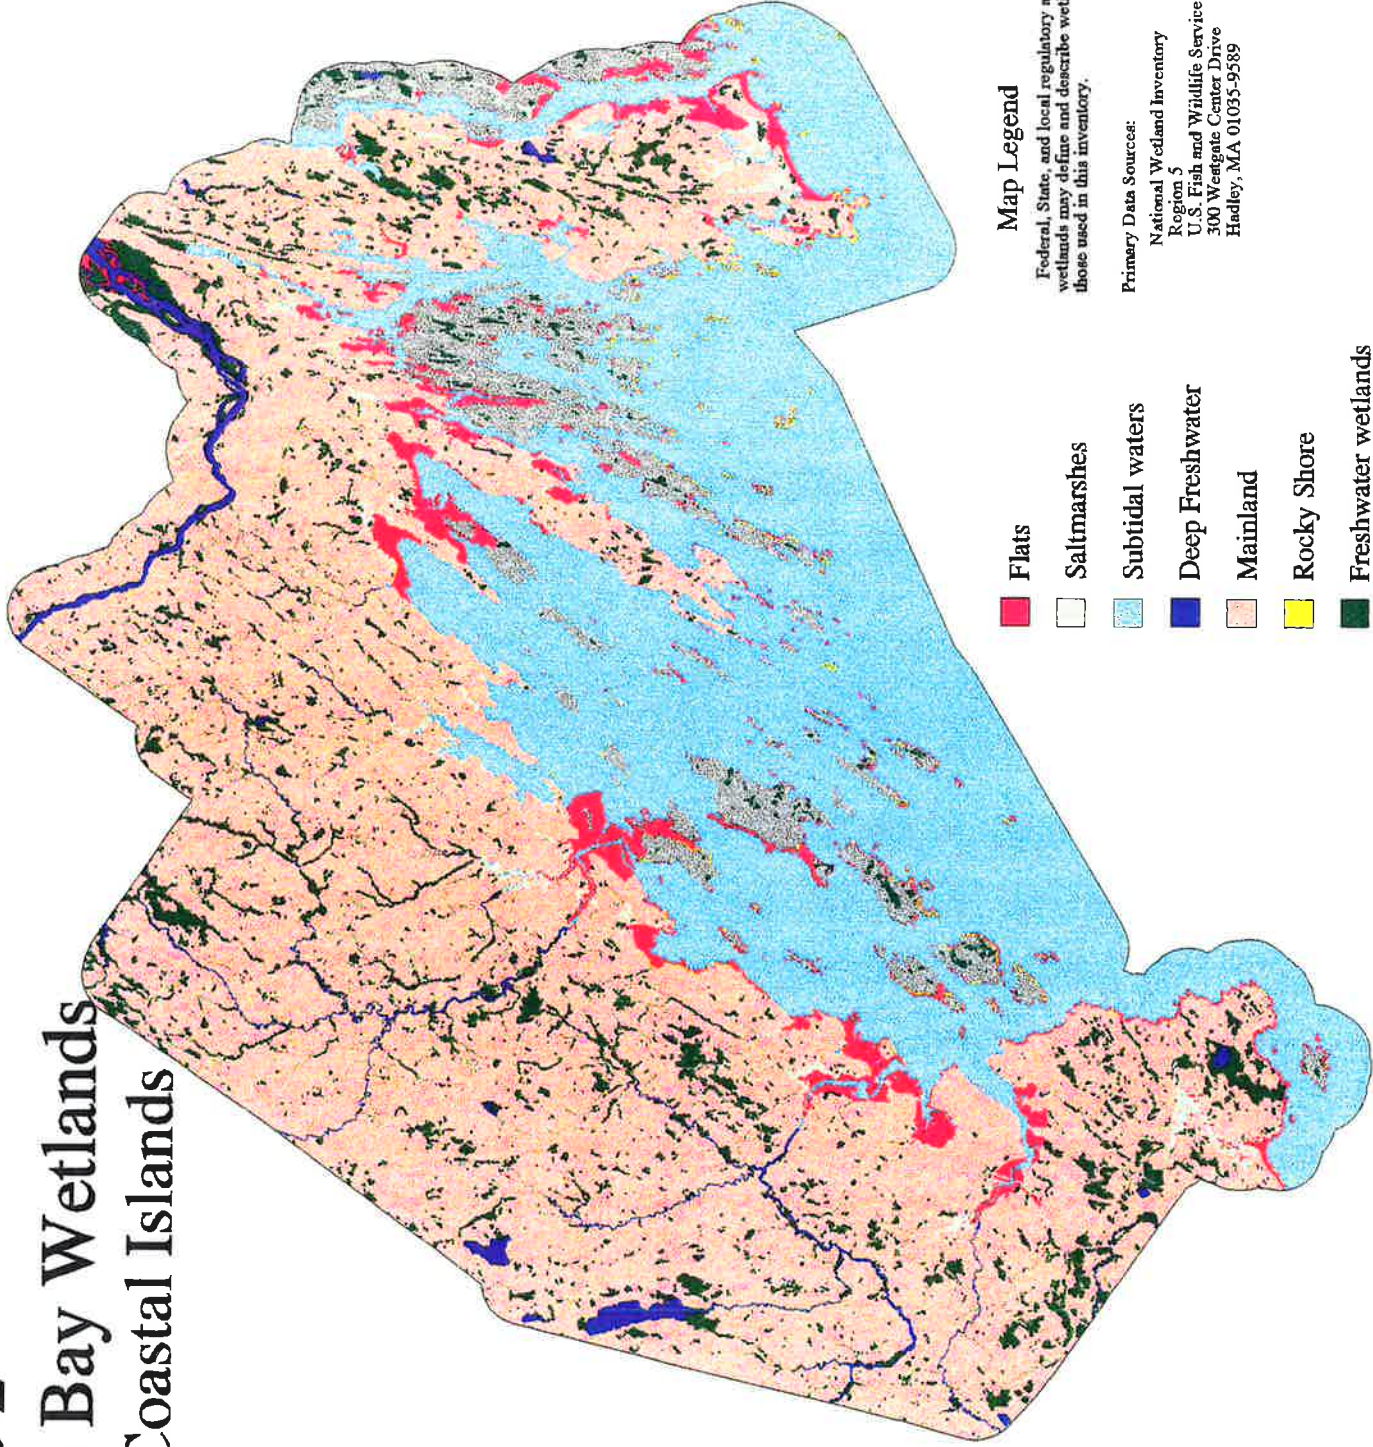 Bay Wetlands
Coastal Islands
Map Legend
Federal, State, and local regulatory
wetlands may define and describe
those used in this inventory.
Primary Data Sources:
National Wetland Inventory
Region 5
U.S. Fish and Wildlife Service
300 Westgate Center Drive
Hadley, MA 01035-9589
Flats
Saltmarshes
Subtidal waters
Deep Freshwater
Mainland
Rocky Shore
Freshwater wetlands